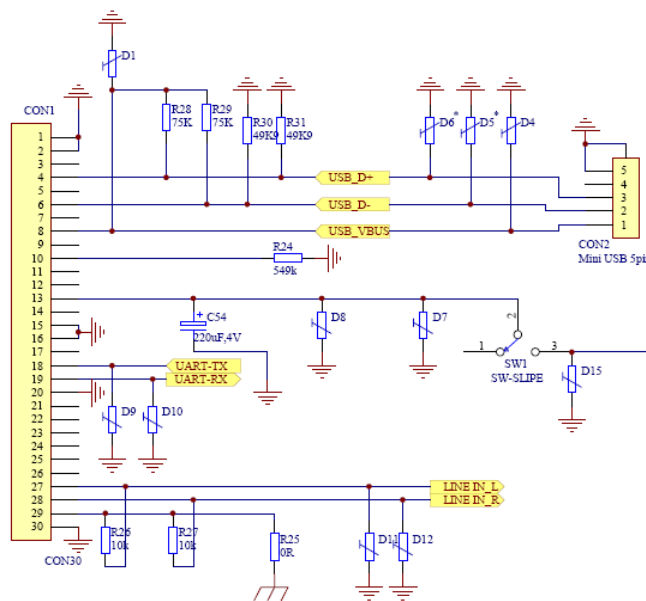 D1
CON1
R28
75K
R29
75K
R30
49K9
R31
49K9
D6*
D5*
D4
1
2
3
4
5
6
7
8
9
10
13
15
16
17
18
19
20
21
22
23
24
25
26
27
28
29
30
USB_D+
USB_D-
USB_VBUS
5
4
3
2
1
CON2
Mini USB 5pi
R24
549k
+
C54
220uF,4V
D8
D7
2
1
3
SW1
SW-SLIPE
D15
UART-TX
UART-RX
D9
D10
LINE IN_L
LINE IN_R
R26
10k
R27
10k
R25
0R
D11
D12
CON30